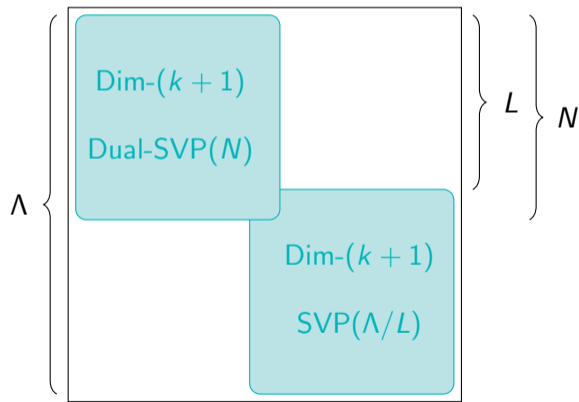 Dim-(k + 1)
Dual-SVP(N)
L
N
Λ
Dim-(k + 1)
SVP(Λ/L)